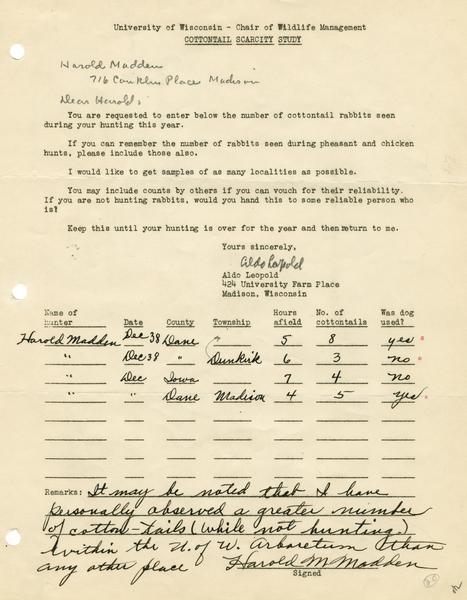 University of Wisconsin - Chair of Wildlife Management
COTTONTAIL SCARCITY STUDY
Harold Madden
716 Conklin Place Madison
Dear Harold:
You are requested to enter below the number of cottontail rabbits seen
during your hunting this year.
If you can remember the number of rabbits seen during pheasant and chicken
hunts, please include those also.
I would like to get samples of as many localities as possible.
You may include counts by others if you can vouch for their reliability.
If you are not hunting rabbits, would you hand this to some reliable person who
is?
Keep this until your hunting is over for the year and then return to me.
Yours sincerely,
Aldo Leopold
Aldo Leopold
424 University Farm Place
Madison, Wisconsin
Name of hunter Date County Township Hours afield No. of cottontails Was dog used?
Harold Madden Dec 38 Dane " 5 8 yes
" Dec 38 " Dunkirk 6 3 no
" Dec Iowa 7 4 no
" " Dane Madison 4 5 yes
Remarks: It may be noted that I have
personally observed a greater number
of cotton-tails (while not hunting.)
within the U. of W. Arboretum than
any other place Harold M Madden
Signed